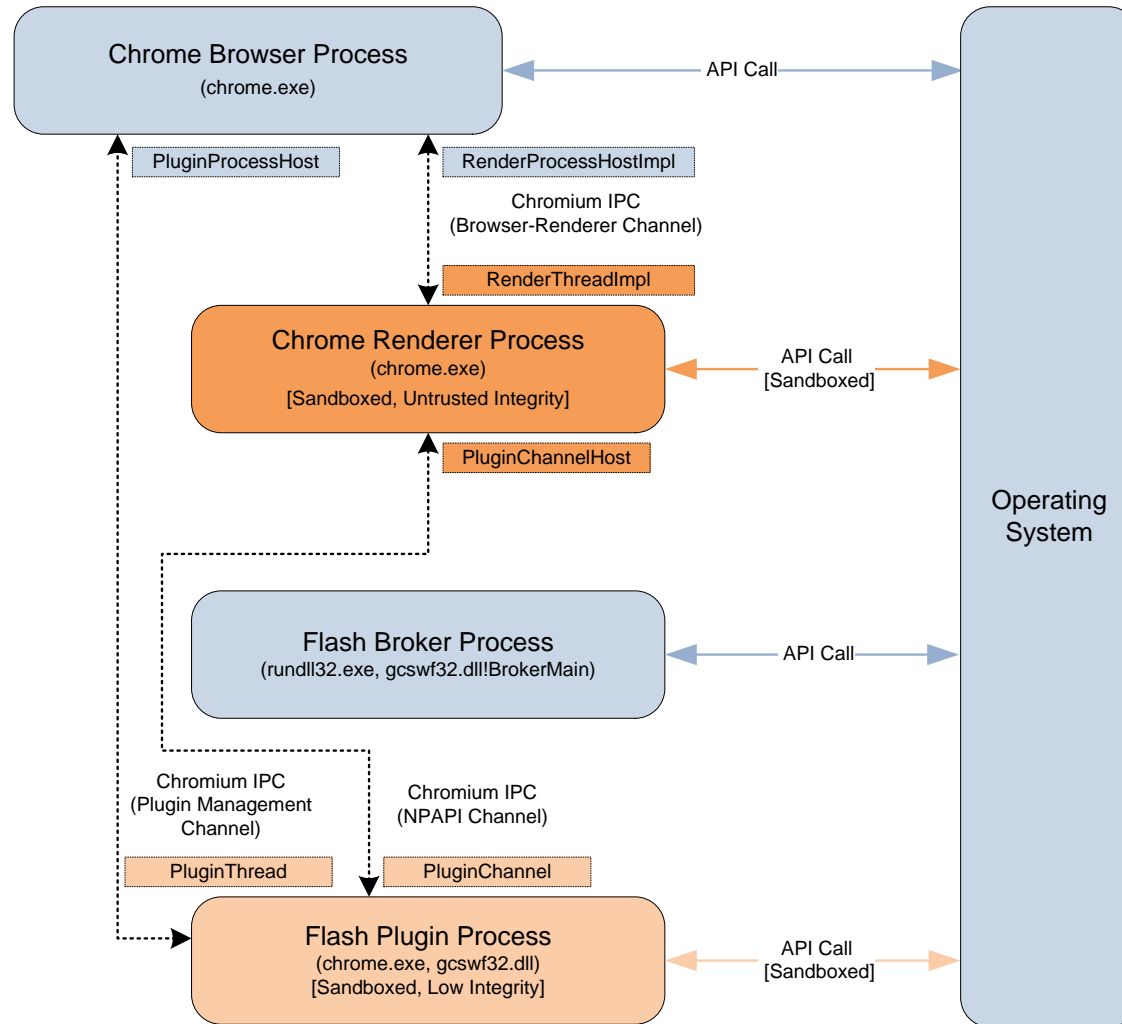 Chrome Browser Process
(chrome.exe)
API Call
PluginProcessHost
RenderProcessHostImpl
Chromium IPC
(Browser-Renderer Channel)
RenderThreadImpl
Chrome Renderer Process
(chrome.exe)
[Sandboxed, Untrusted Integrity]
API Call
[Sandboxed]
PluginChannelHost
Operating
System
Flash Broker Process
(rundll32.exe, gcswf32.dll!BrokerMain)
API Call
Chromium IPC
(Plugin Management
Channel)
Chromium IPC
(NPAPI Channel)
PluginThread
PluginChannel
Flash Plugin Process
(chrome.exe, gcswf32.dll)
[Sandboxed, Low Integrity]
API Call
[Sandboxed]